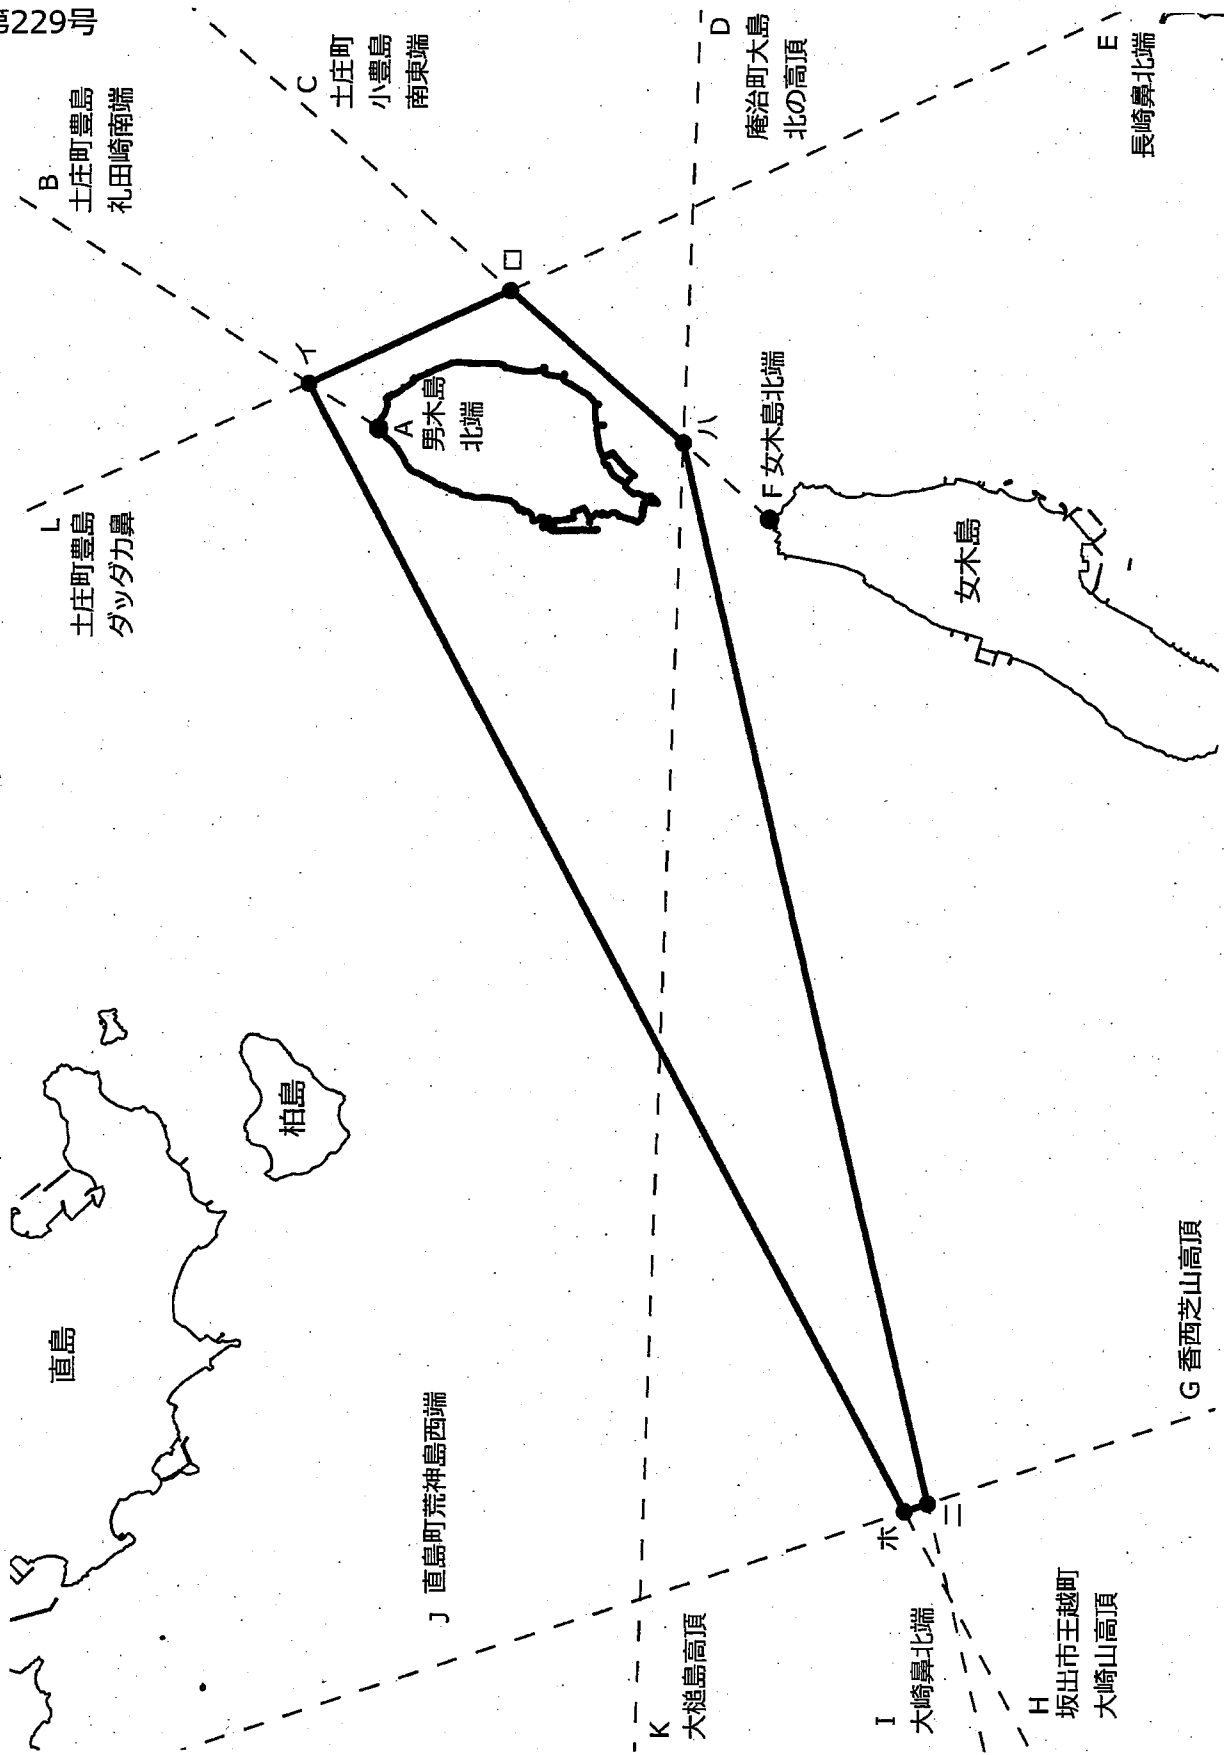 第229号
B
土庄町豊島
礼田崎南端
C
土庄町
小豊島
南東端
D
庵治町大島
北の高頂
E
長崎鼻北端
L
土庄町豊島
ダッダカ鼻
イ
ロ
A
男木島
北端
ハ
F 女木島北端
女木島
柏島
直島
J 直島町荒神島西端
G 香西芝山高頂
ホ
ニ
K
大槌島高頂
I
大崎鼻北端
H
坂出市王越町
大崎山高頂